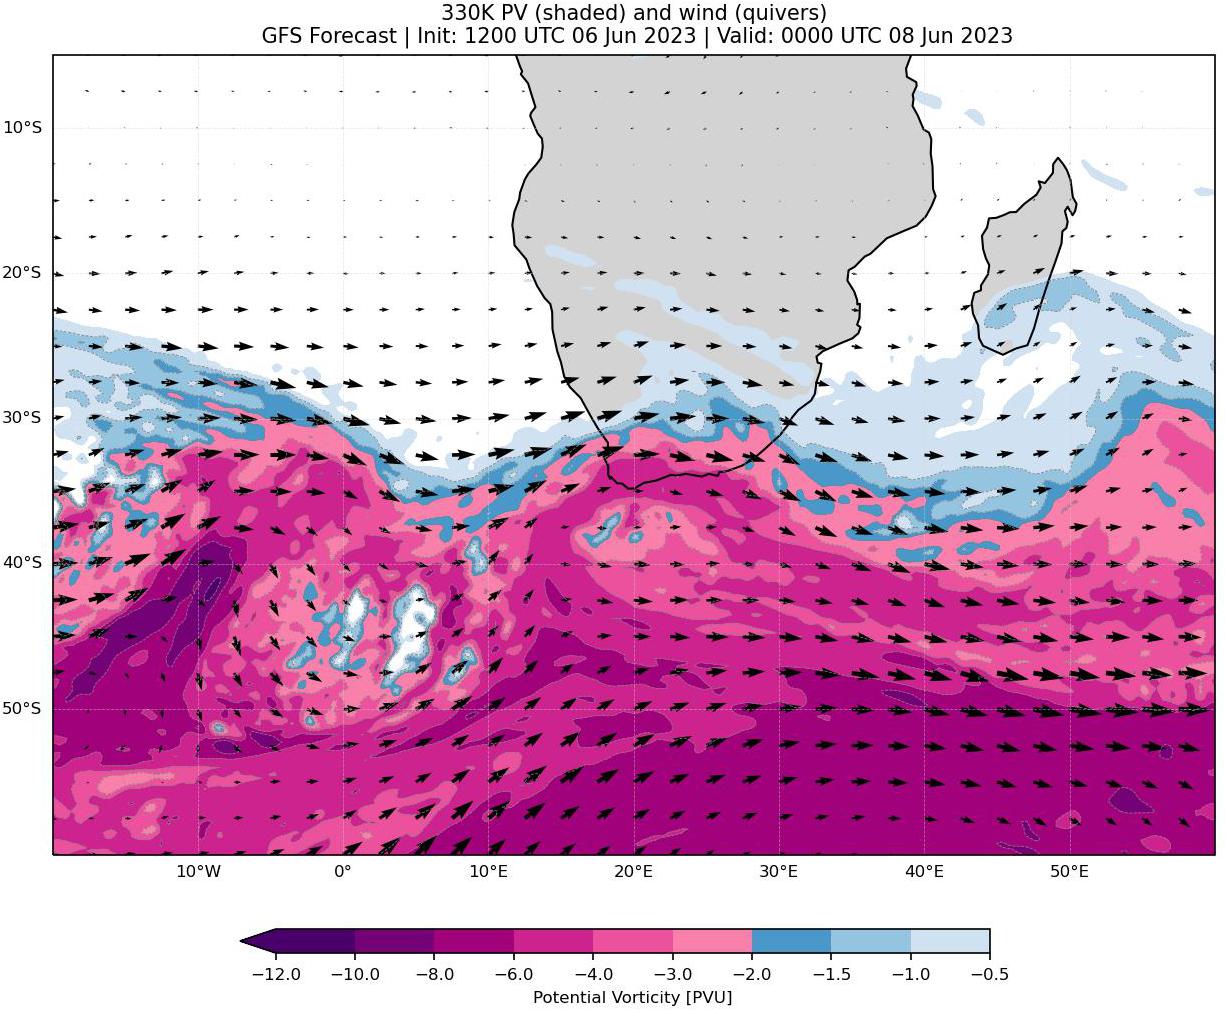 330K PV (shaded) and wind (quivers)
GFS Forecast | Init: 1200 UTC 06 Jun 2023 | Valid: 0000 UTC 08 Jun 2023
10°S
20°S
30°S
40°S
50°S
10°W 0° 10°E 20°E 30°E 40°E 50°E
−12.0 −10.0 −8.0 −6.0 −4.0 −3.0 −2.0 −1.5 −1.0 −0.5
Potential Vorticity [PVU]